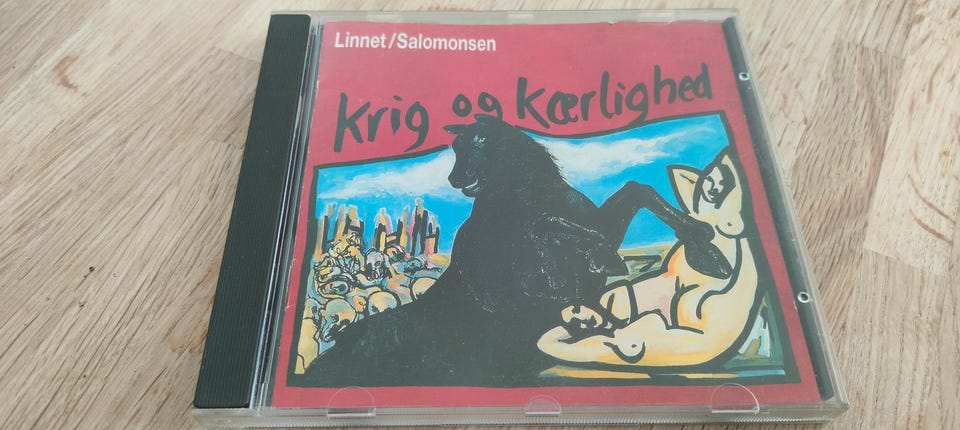 Linnet/Salomonsen
Krig og Kærlighed